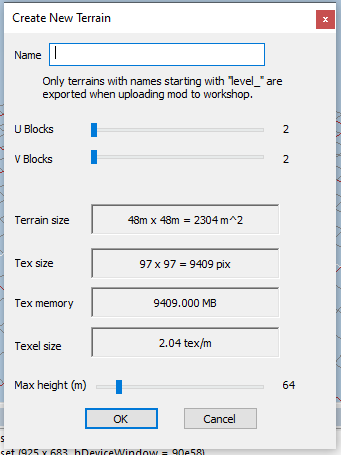 Create New Terrain
Name
Only terrains with names starting with "level_" are
exported when uploading mod to workshop.
U Blocks 2
V Blocks 2
Terrain size 48m x 48m = 2304 m^2
Tex size 97 x 97 = 9409 pix
Tex memory 9409.000 MB
Texel size 2.04 tex/m
Max height (m) 64
OK Cancel
set (925 x 683, hDeviceWindow = 90e58)